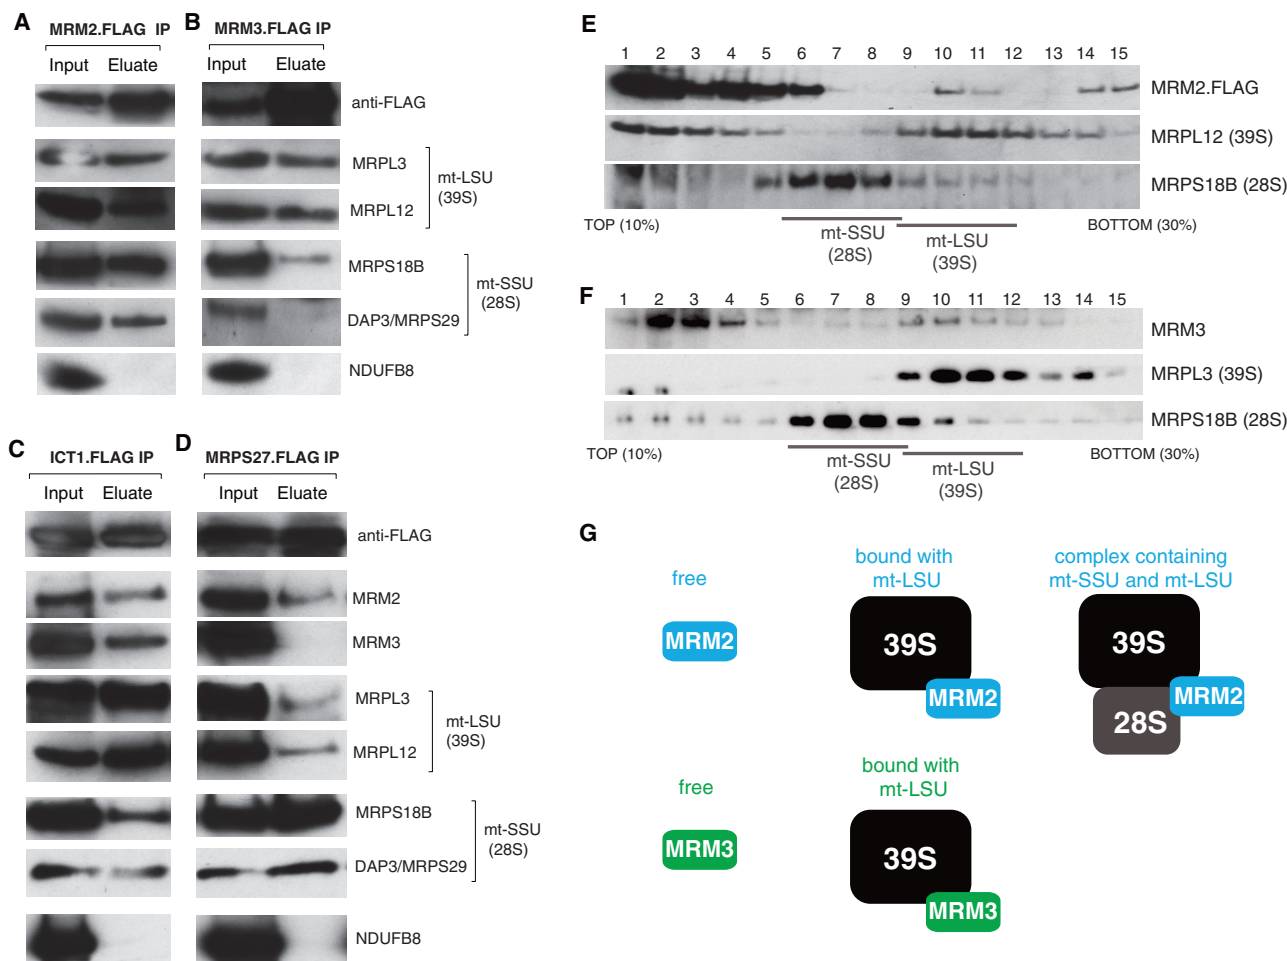 A
MRM2.FLAG IP
Input Eluate
B
MRM3.FLAG IP
Input Eluate
anti-FLAG
MRPL3
MRPL12
mt-LSU
(39S)
MRPS18B
DAP3/MRPS29
mt-SSU
(28S)
NDUFB8
C
ICT1.FLAG IP
Input Eluate
D
MRPS27.FLAG IP
Input Eluate
anti-FLAG
MRM2
MRM3
MRPL3
MRPL12
mt-LSU
(39S)
MRPS18B
DAP3/MRPS29
mt-SSU
(28S)
NDUFB8
E
1 2 3 4 5 6 7 8 9 10 11 12 13 14 15
MRM2.FLAG
MRPL12 (39S)
MRPS18B (28S)
TOP (10%)
BOTTOM (30%)
mt-SSU
(28S)
mt-LSU
(39S)
F
1 2 3 4 5 6 7 8 9 10 11 12 13 14 15
MRM3
MRPL3 (39S)
MRPS18B (28S)
TOP (10%)
BOTTOM (30%)
mt-SSU
(28S)
mt-LSU
(39S)
G
free
MRM2
bound with
mt-LSU
39S
MRM2
complex containing
mt-SSU and mt-LSU
39S
MRM2
28S
free
MRM3
bound with
mt-LSU
39S
MRM3